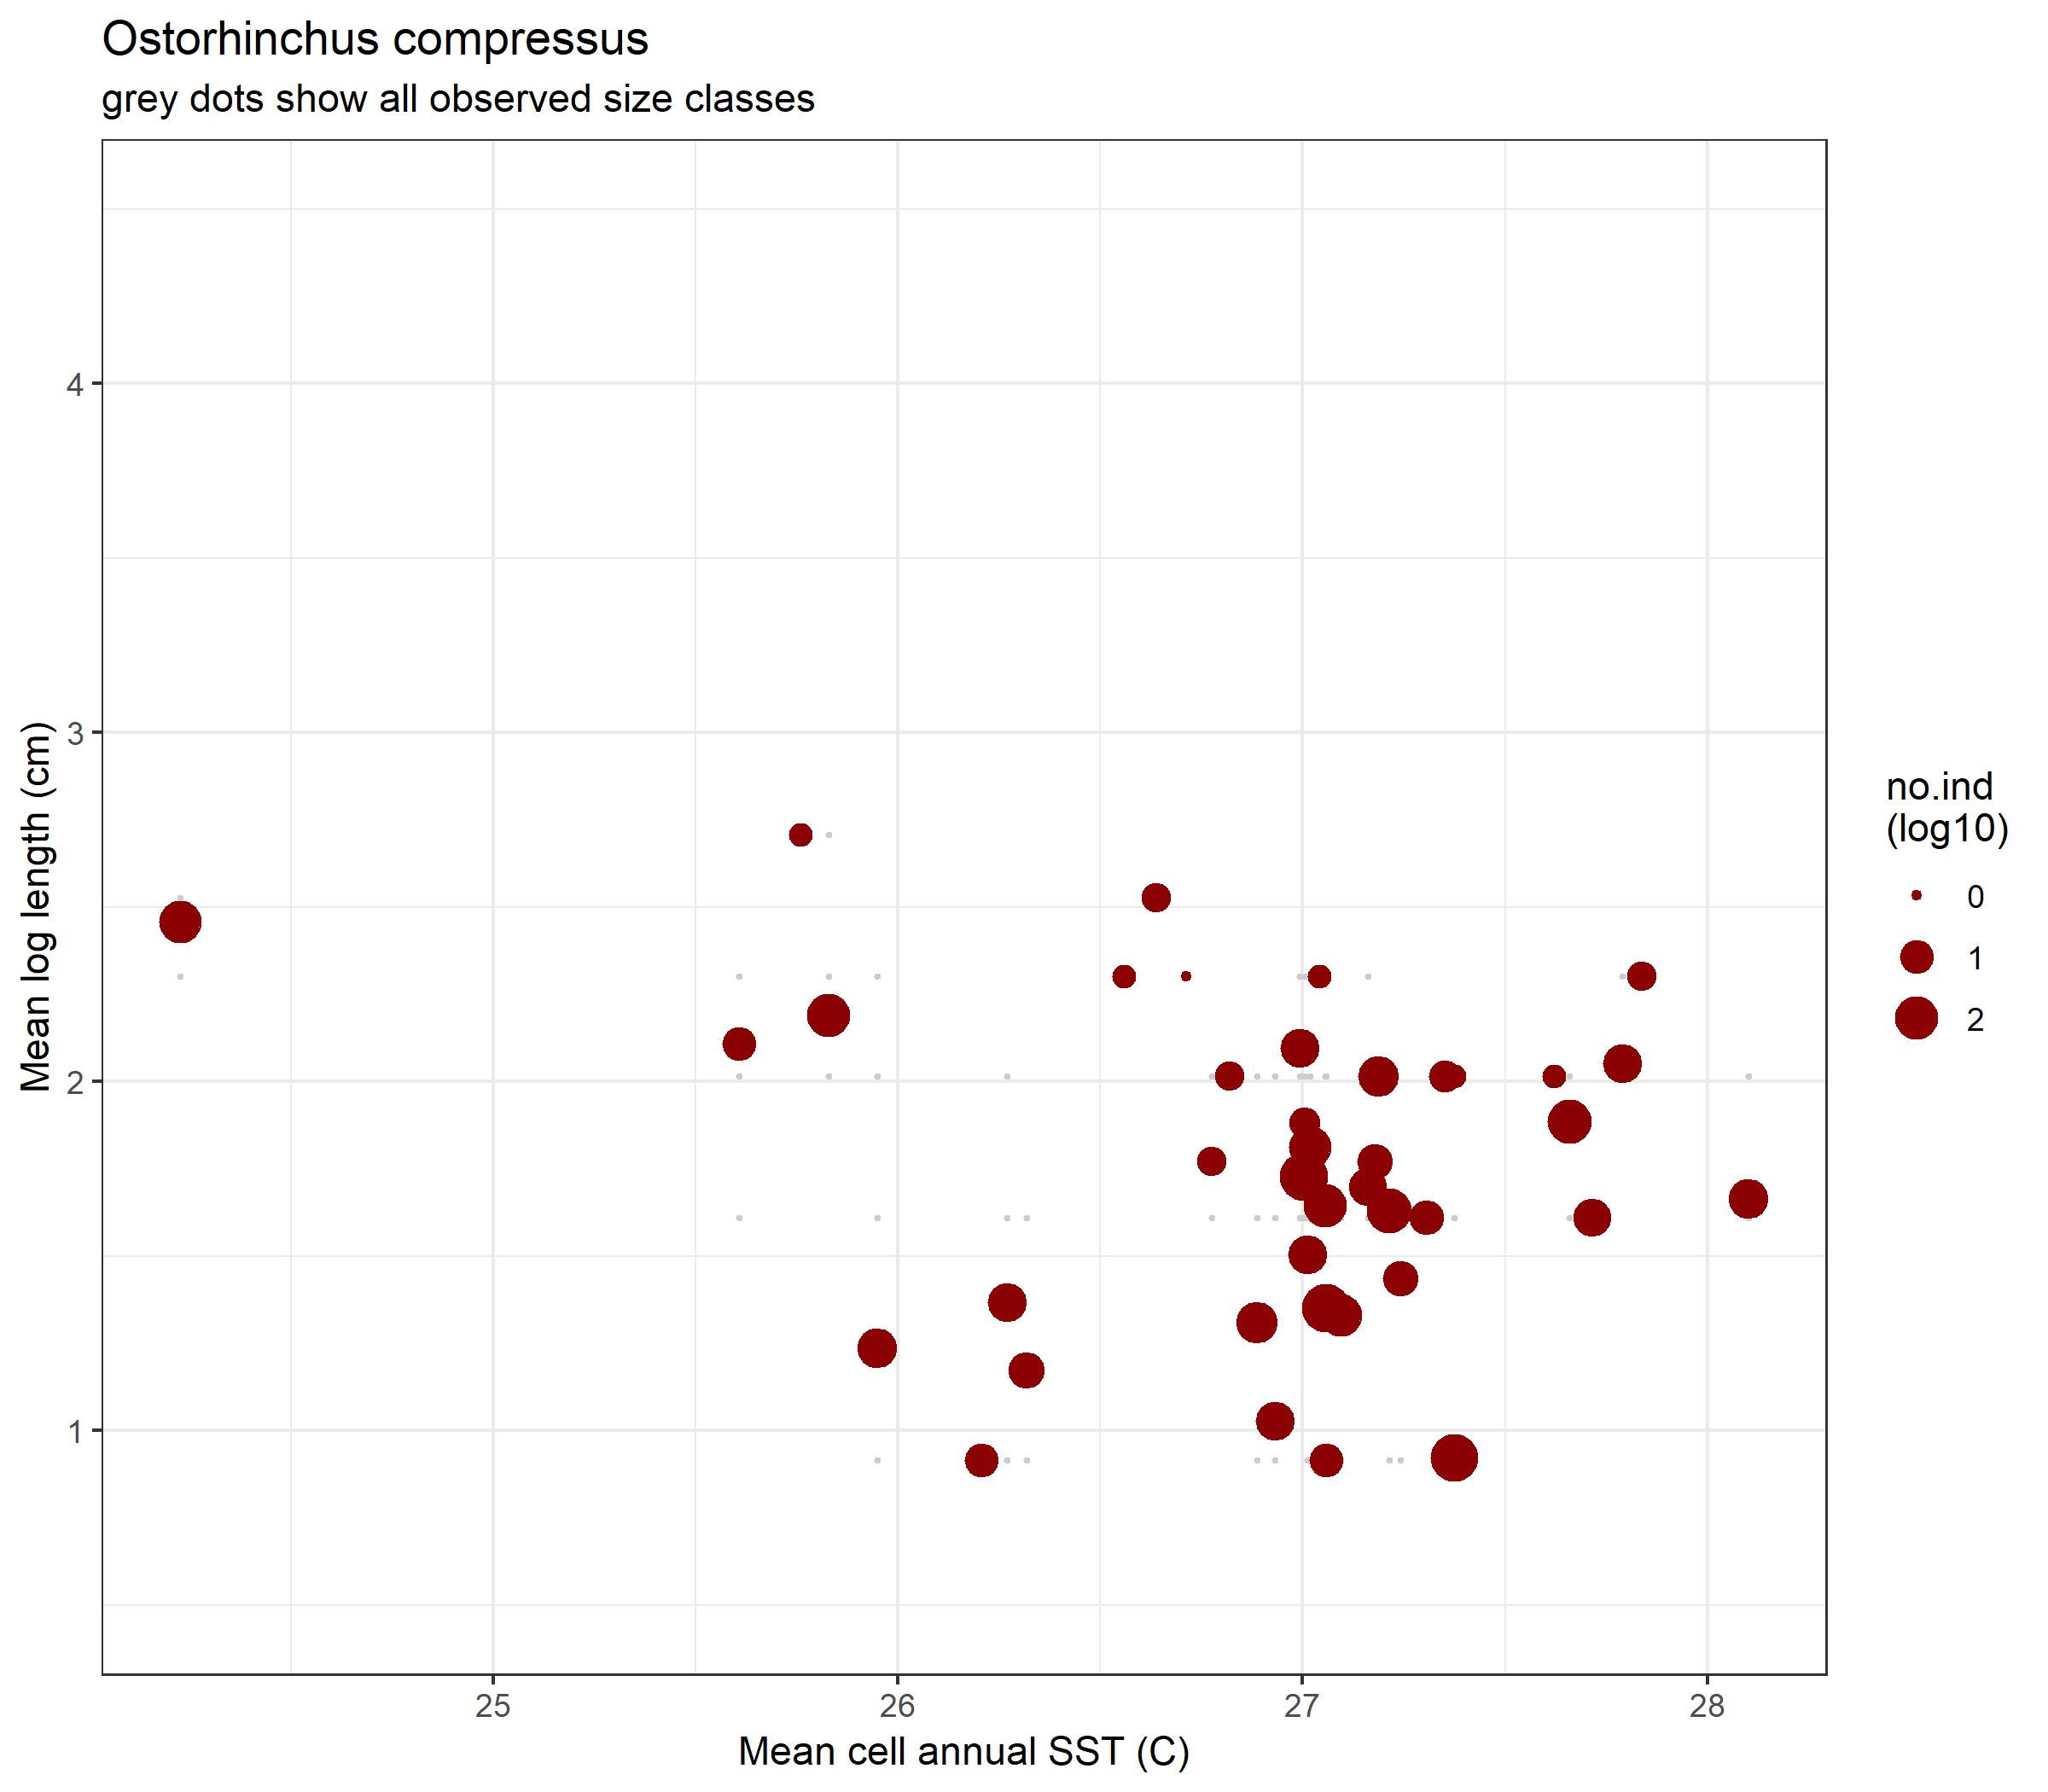 Ostorhinchus compressus
grey dots show all observed size classes
Mean log length (cm)
4
3
2
1
25
26
27
28
Mean cell annual SST (C)
no.ind
(log10)
0
1
2